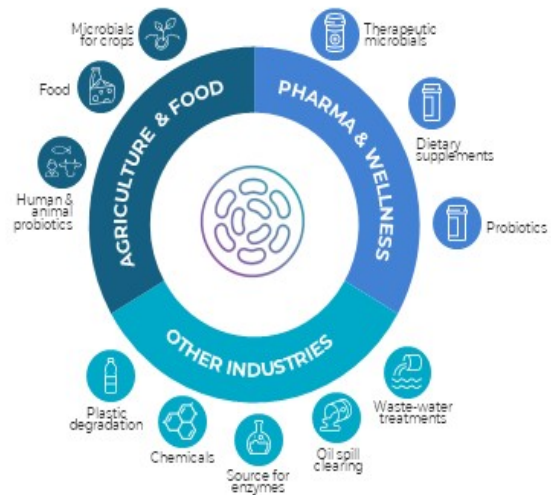 Microbials
for crops
Therapeutic
microbials
Food
AGRICULTURE & FOOD
PHARMA & WELLNESS
Dietary
supplements
Human &
animal
probiotics
Probiotics
OTHER INDUSTRIES
Plastic
degradation
Chemicals
Source for
enzymes
Oil spill
clearing
Waste-water
treatments